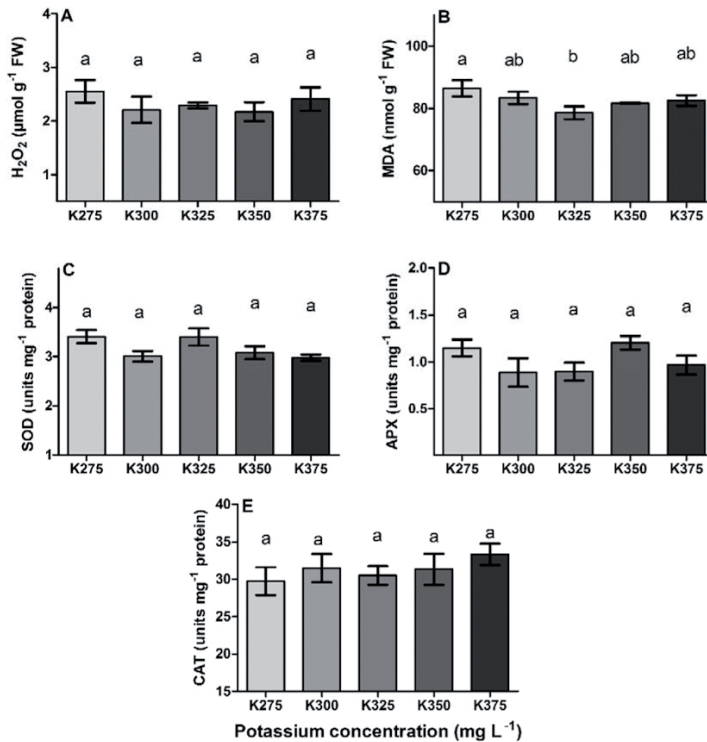 A
H₂O₂ (µmol g⁻¹ FW)
4
3
2
1
a a a a a
K275 K300 K325 K350 K375
B
MDA (nmol g⁻¹ FW)
100
80
60
a ab b ab ab
K275 K300 K325 K350 K375
C
SOD (units mg⁻¹ protein)
4
3
2
1
a a a a a
K275 K300 K325 K350 K375
D
APX (units mg⁻¹ protein)
2.0
1.5
1.0
0.5
a a a a a
K275 K300 K325 K350 K375
E
CAT (units mg⁻¹ protein)
40
35
30
25
20
15
a a a a a
K275 K300 K325 K350 K375
Potassium concentration (mg L⁻¹)